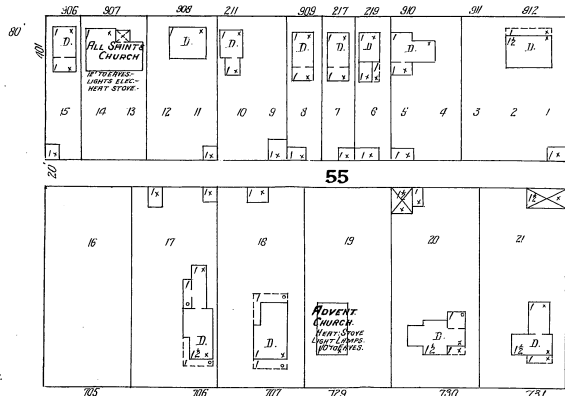 906 907 908 211 909 217 219 910 911 912
80'
101
D. D. D. D. D. D. D. D.
ALL SAINTS
CHURCH
12' TO EAVES.-
LIGHTS ELEC.-
HEAT STOVE.-
15 14 13 12 11 10 9 8 7 6 5 4 3 2 1
20'
55
16 17 18 19 20 21
ADVENT
CHURCH.
HEAT: STOVE
LIGHT LAMPS.
10' TO EAVES.
D. D. D. D.
705 706 707 729 730 731